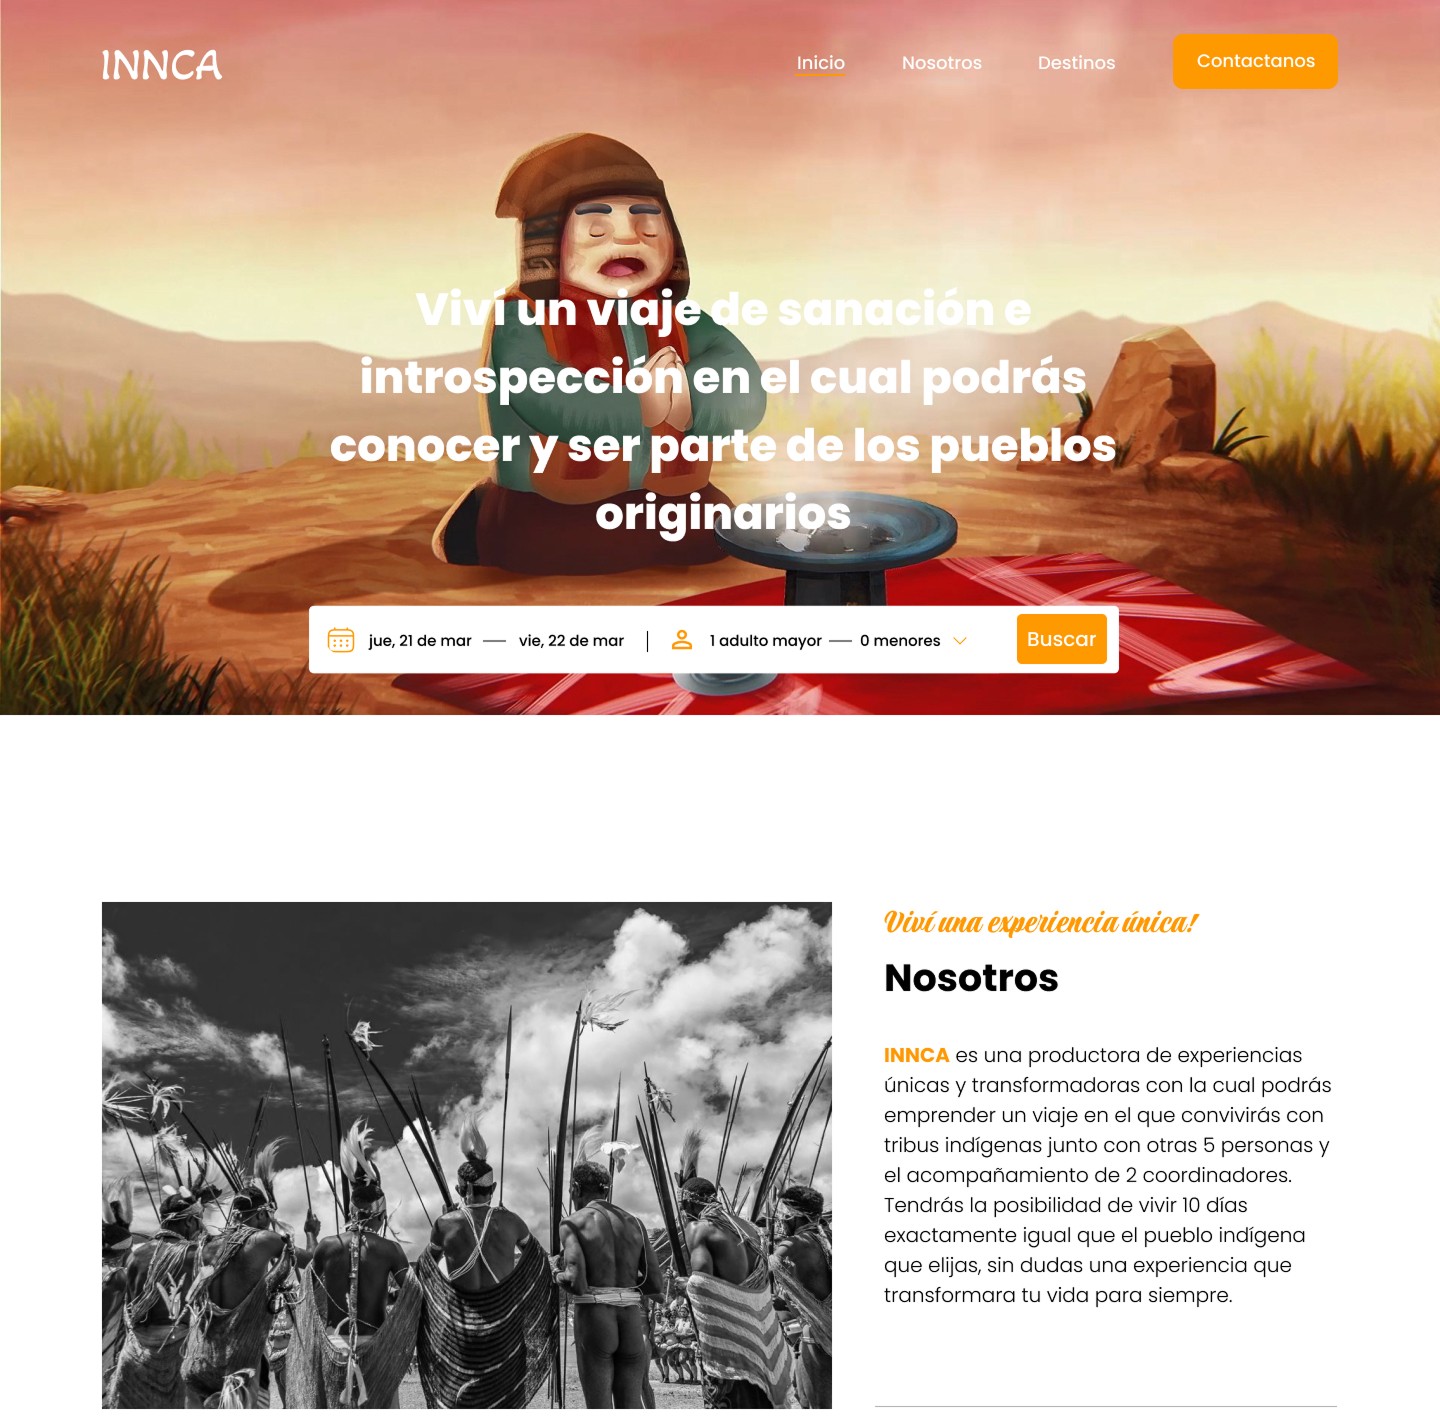 INNCA
Inicio
Nosotros
Destinos
Contactanos
Viví un viaje de sanación e
introspección en el cual podrás
conocer y ser parte de los pueblos
originarios
jue, 21 de mar — vie, 22 de mar | 1 adulto mayor — 0 menores
Buscar
Viví una experiencia única!
Nosotros
INNCA es una productora de experiencias
únicas y transformadoras con la cual podrás
emprender un viaje en el que convivirás con
tribus indígenas junto con otras 5 personas y
el acompañamiento de 2 coordinadores.
Tendrás la posibilidad de vivir 10 días
exactamente igual que el pueblo indígena
que elijas, sin dudas una experiencia que
transformara tu vida para siempre.